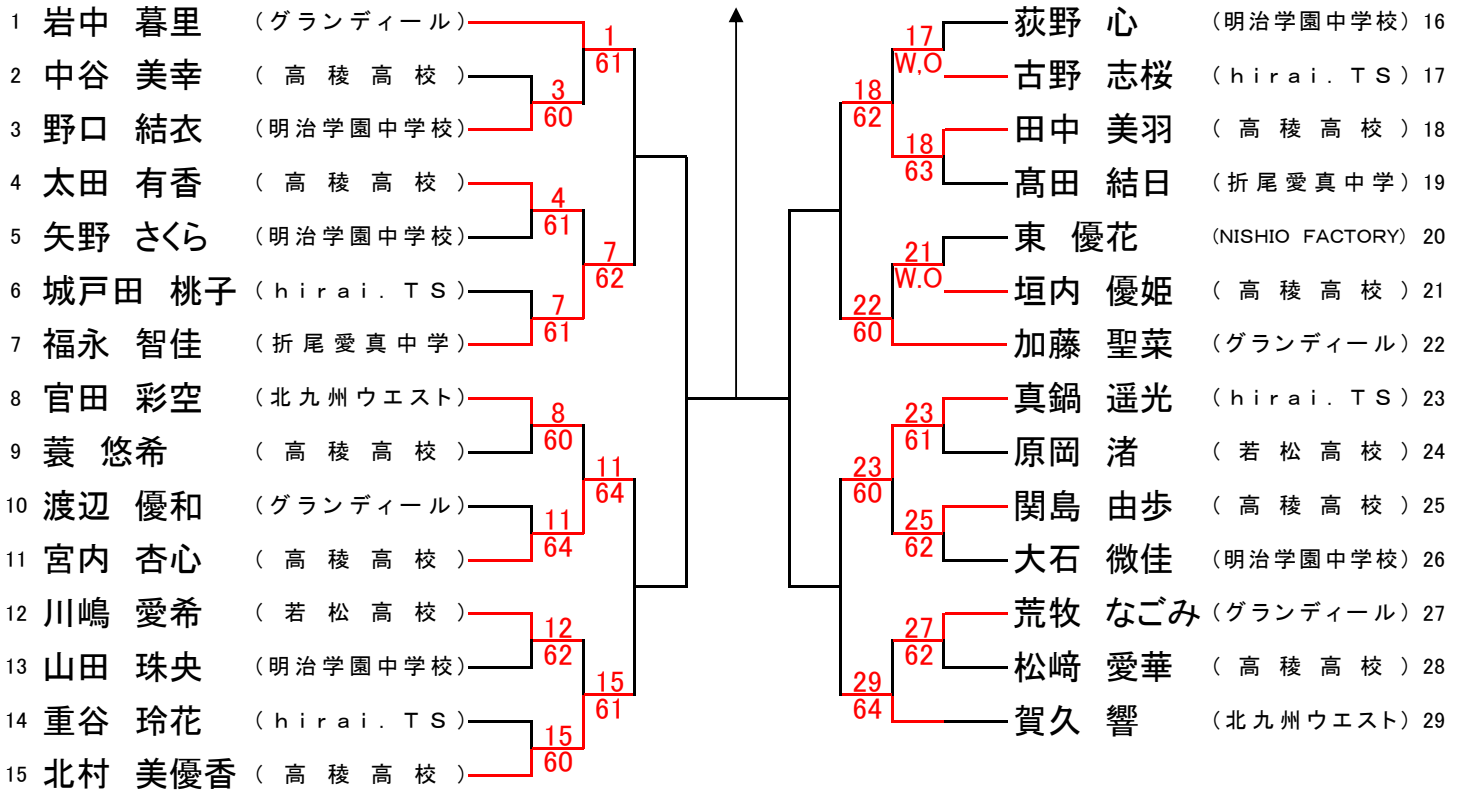 1 岩中 暮里 (グランディール)
2 中谷 美幸 (高稜高校)
3 野口 結衣 (明治学園中学校)
4 太田 有香 (高稜高校)
5 矢野 さくら (明治学園中学校)
6 城戸田 桃子 (hirai.TS)
7 福永 智佳 (折尾愛真中学)
8 官田 彩空 (北九州ウエスト)
9 蓑 悠希 (高稜高校)
10 渡辺 優和 (グランディール)
11 宮内 杏心 (高稜高校)
12 川嶋 愛希 (若松高校)
13 山田 珠央 (明治学園中学校)
14 重谷 玲花 (hirai.TS)
15 北村 美優香 (高稜高校)
3
60
4
61
7
61
8
60
11
64
12
62
15
60
1
61
7
62
11
64
15
61
18
62
22
60
23
60
29
64
17
W,O
18
63
21
W.O
23
61
25
62
27
62
荻野 心 (明治学園中学校) 16
古野 志桜 (hirai.TS) 17
田中 美羽 (高稜高校) 18
髙田 結日 (折尾愛真中学) 19
東 優花 (NISHIO FACTORY) 20
垣内 優姫 (高稜高校) 21
加藤 聖菜 (グランディール) 22
真鍋 遥光 (hirai.TS) 23
原岡 渚 (若松高校) 24
関島 由歩 (高稜高校) 25
大石 微佳 (明治学園中学校) 26
荒牧 なごみ (グランディール) 27
松﨑 愛華 (高稜高校) 28
賀久 響 (北九州ウエスト) 29